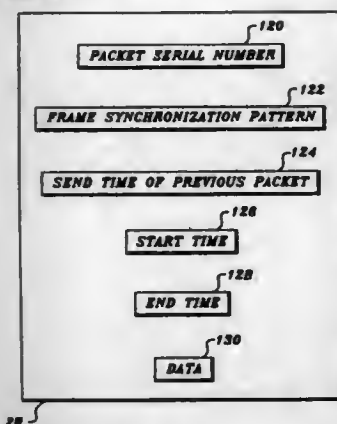 120
PACKET SERIAL NUMBER
122
FRAME SYNCHRONIZATION PATTERN
124
SEND TIME OF PREVIOUS PACKET
126
START TIME
128
END TIME
130
DATA